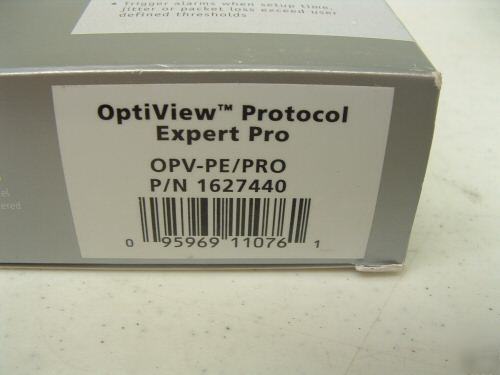 trigger alarms when setup time,
jitter or packet loss exceed user
defined thresholds
OptiView™ Protocol
Expert Pro
OPV-PE/PRO
P/N 1627440
0 95969 11076 1